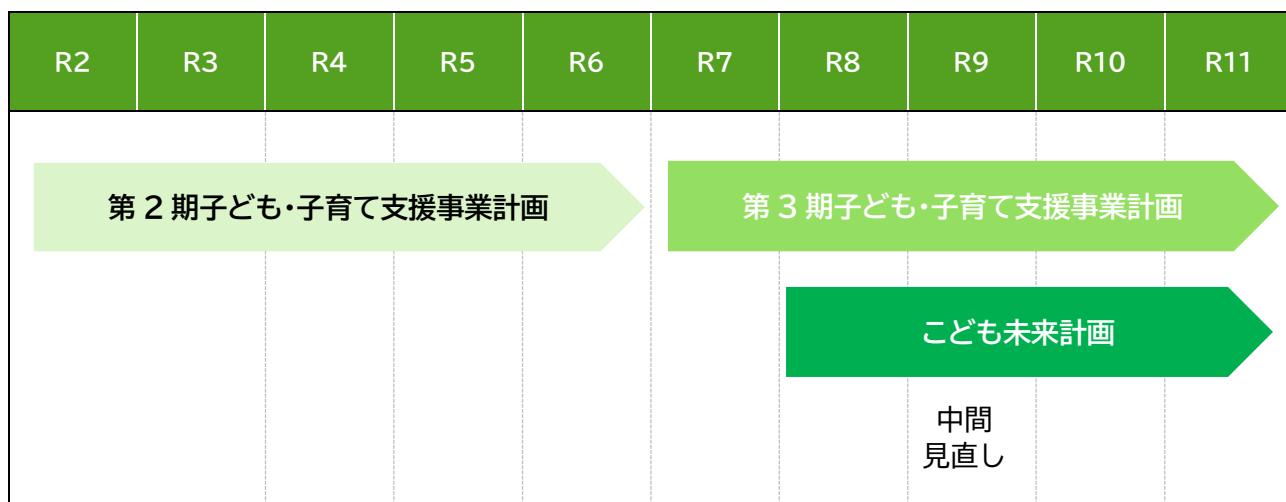 R2 R3 R4 R5 R6 R7 R8 R9 R10 R11
第2期子ども・子育て支援事業計画
第3期子ども・子育て支援事業計画
こども未来計画
中間
見直し